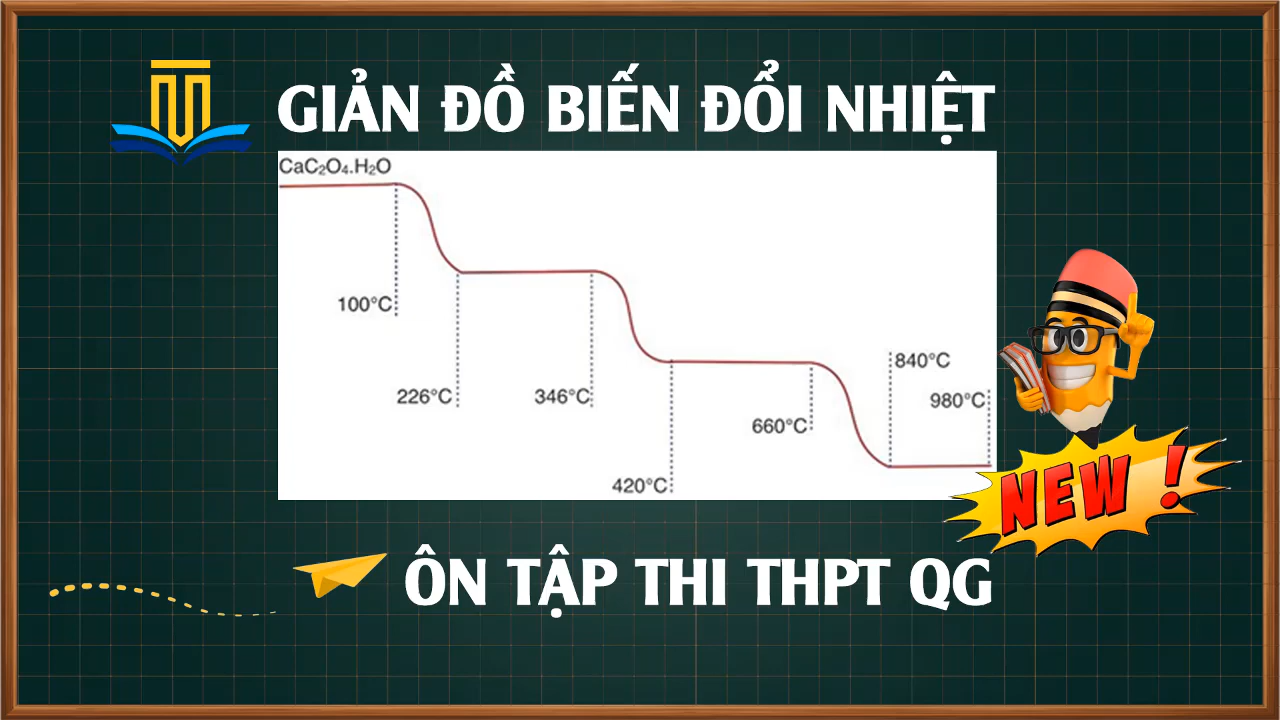 GIẢN ĐỒ BIẾN ĐỔI NHIỆT
CaC₂O₄.H₂O
100°C
226°C
346°C
420°C
660°C
840°C
980°C
NEW !
ÔN TẬP THI THPT QG